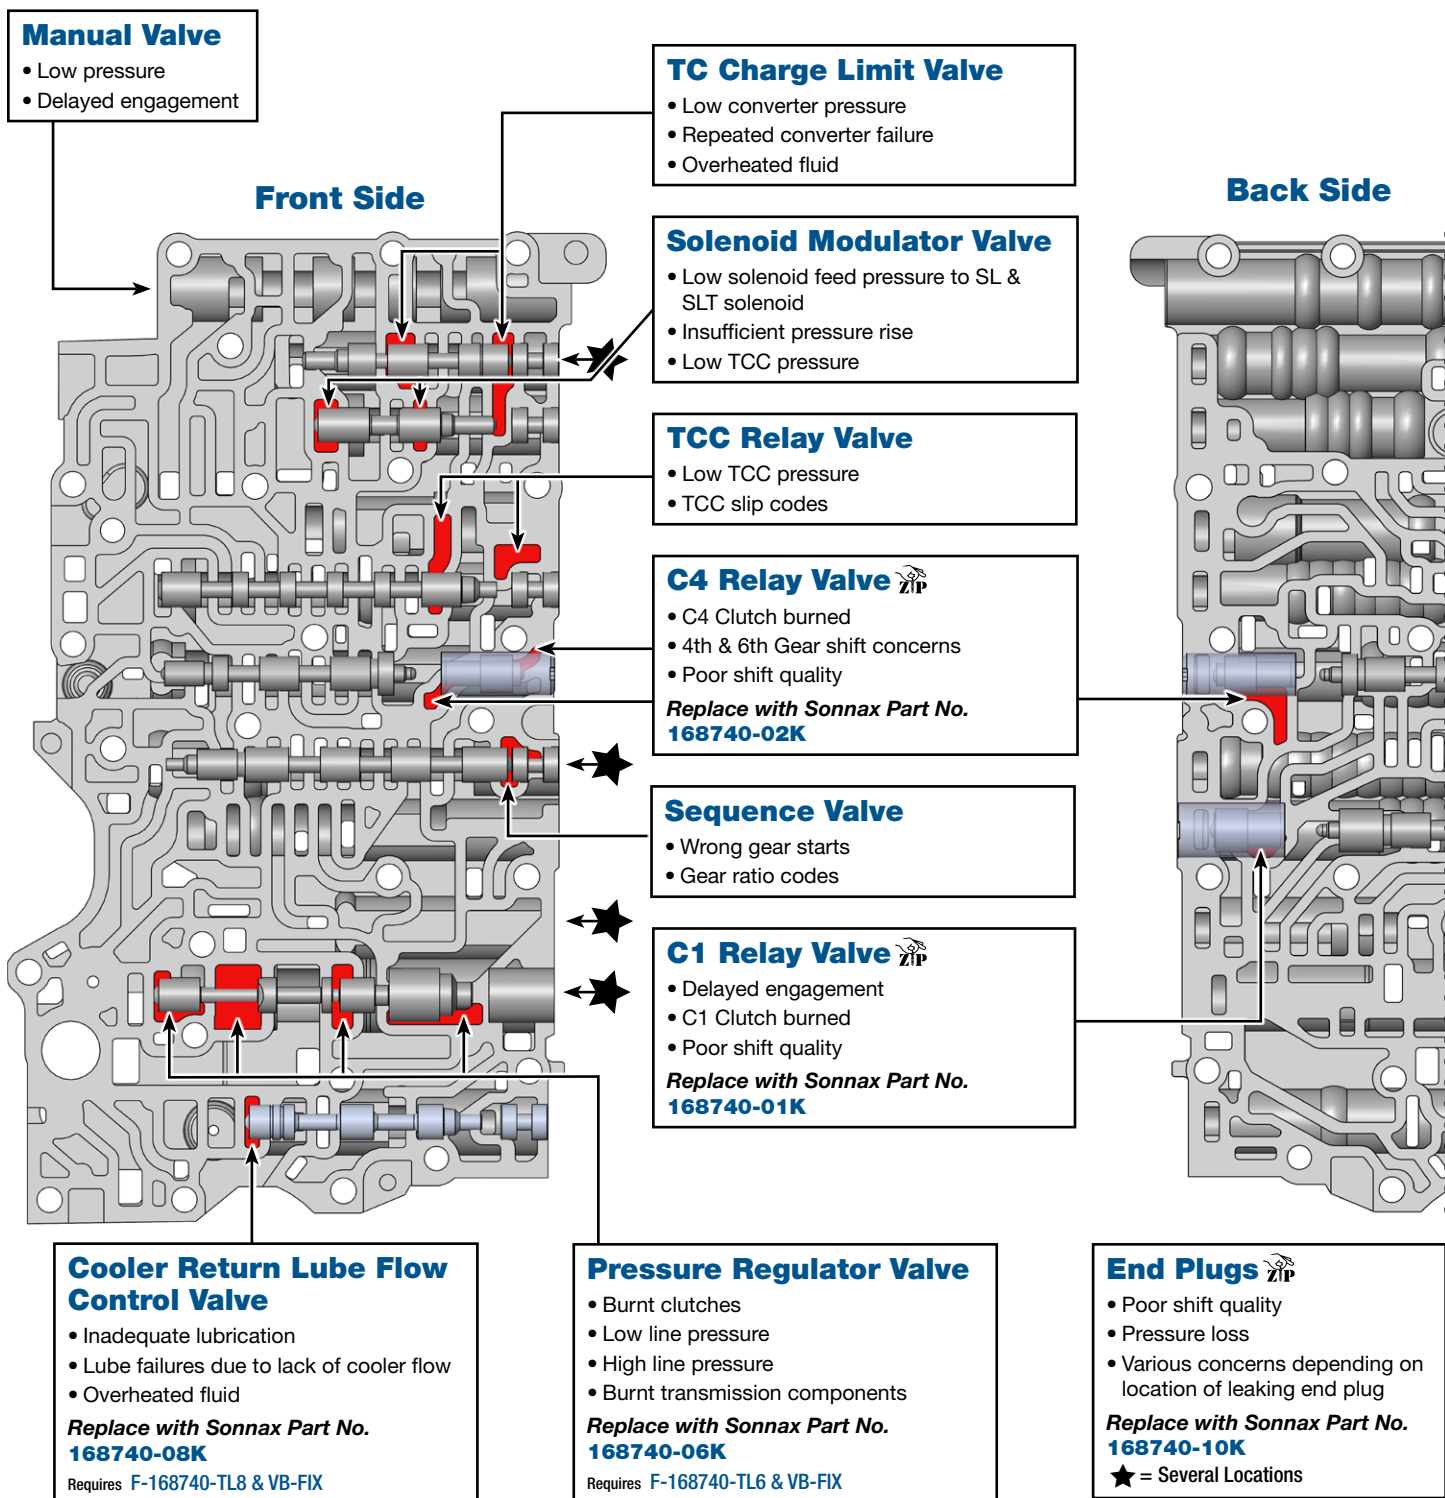 Manual Valve
• Low pressure
• Delayed engagement
TC Charge Limit Valve
• Low converter pressure
• Repeated converter failure
• Overheated fluid
Front Side
Back Side
Solenoid Modulator Valve
• Low solenoid feed pressure to SL &
SLT solenoid
• Insufficient pressure rise
• Low TCC pressure
TCC Relay Valve
• Low TCC pressure
• TCC slip codes
C4 Relay Valve ZIP
• C4 Clutch burned
• 4th & 6th Gear shift concerns
• Poor shift quality
Replace with Sonnax Part No.
168740-02K
Sequence Valve
• Wrong gear starts
• Gear ratio codes
C1 Relay Valve ZIP
• Delayed engagement
• C1 Clutch burned
• Poor shift quality
Replace with Sonnax Part No.
168740-01K
Cooler Return Lube Flow
Control Valve
• Inadequate lubrication
• Lube failures due to lack of cooler flow
• Overheated fluid
Replace with Sonnax Part No.
168740-08K
Requires F-168740-TL8 & VB-FIX
Pressure Regulator Valve
• Burnt clutches
• Low line pressure
• High line pressure
• Burnt transmission components
Replace with Sonnax Part No.
168740-06K
Requires F-168740-TL6 & VB-FIX
End Plugs ZIP
• Poor shift quality
• Pressure loss
• Various concerns depending on
location of leaking end plug
Replace with Sonnax Part No.
168740-10K
★ = Several Locations